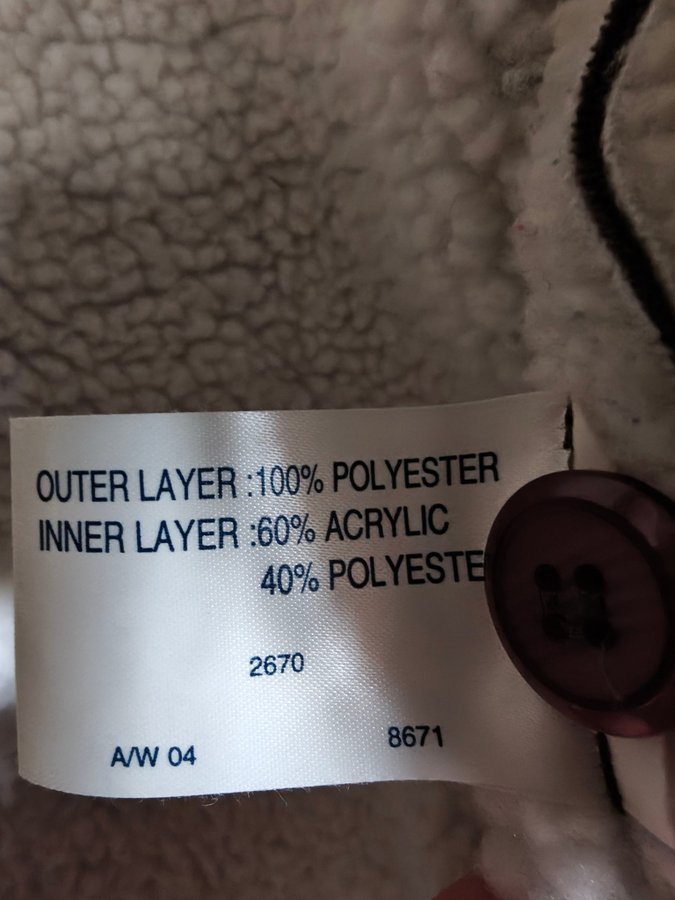 OUTER LAYER :100% POLYESTER
INNER LAYER :60% ACRYLIC
40% POLYESTE
2670
A/W 04 8671